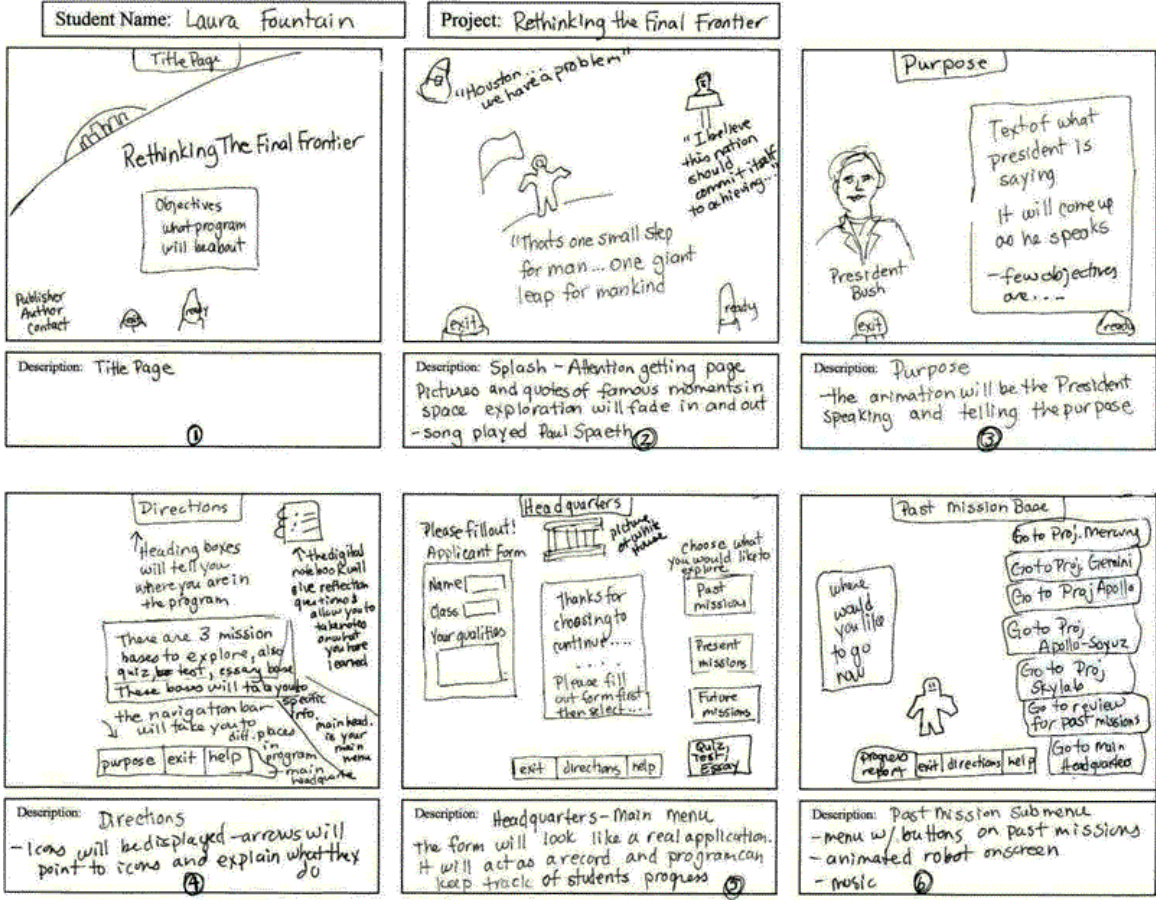 Student Name: Laura Fountain
Project: Rethinking the Final Frontier
Title Page
Rethinking The Final Frontier
Objectives
what program
will be about
Publisher
Author
Contact
exit
ready
Description: Title Page
1
"Houston...
we have a problem"
"I believe
this nation
should
commit itself
to achieving..."
"Thats one small step
for man... one giant
leap for mankind
exit
ready
Description: Splash - Attention getting page
Pictures and quotes of famous moments in
space exploration will fade in and out
- song played Paul Spaeth
2
Purpose
Text of what
president is
saying
It will come up
as he speaks
- few objectives
are....
President
Bush
exit
ready
Description: Purpose
- the animation will be the President
speaking and telling the purpose
3
Directions
Heading boxes
will tell you
where you are in
the program
the digital
notebook will
give reflection
questions &
allow you to
take notes
on what
you have
learned
There are 3 mission
bases to explore, also
quiz, test, essay base
These bases will take you to
specific
info.
the navigation bar
will take you to
diff. places
in
program
main head.
is your
main
menu
purpose exit help
main
headquarte
Description: Directions
- Icons will be displayed - arrows will
point to icons and explain what they
do
4
Headquarters
Please fill out!
Applicant Form
Name
Class
Your qualities
picture
of white
house
Thanks for
choosing to
continue....
....
Please fill
out form first
then select...
choose what
you would like to
explore
Past
missions
Present
missions
Future
missions
Quiz,
Test,
Essay
exit directions help
Description: Headquarters - Main menu
The form will look like a real application.
It will act as a record and program can
keep track of students progress
5
Past mission Base
where
would
you like
to go
now
Go to Proj. Mercury
Go to Proj. Gemini
Go to Proj Apollo
Go to Proj.
Apollo-Soyuz
Go to Proj
Skylab
Go to review
for past missions
Go to main
Headquarters
progress
report
exit directions help
Description: Past Mission Submenu
- menu w/ buttons on past missions
- animated robot onscreen
- music
6